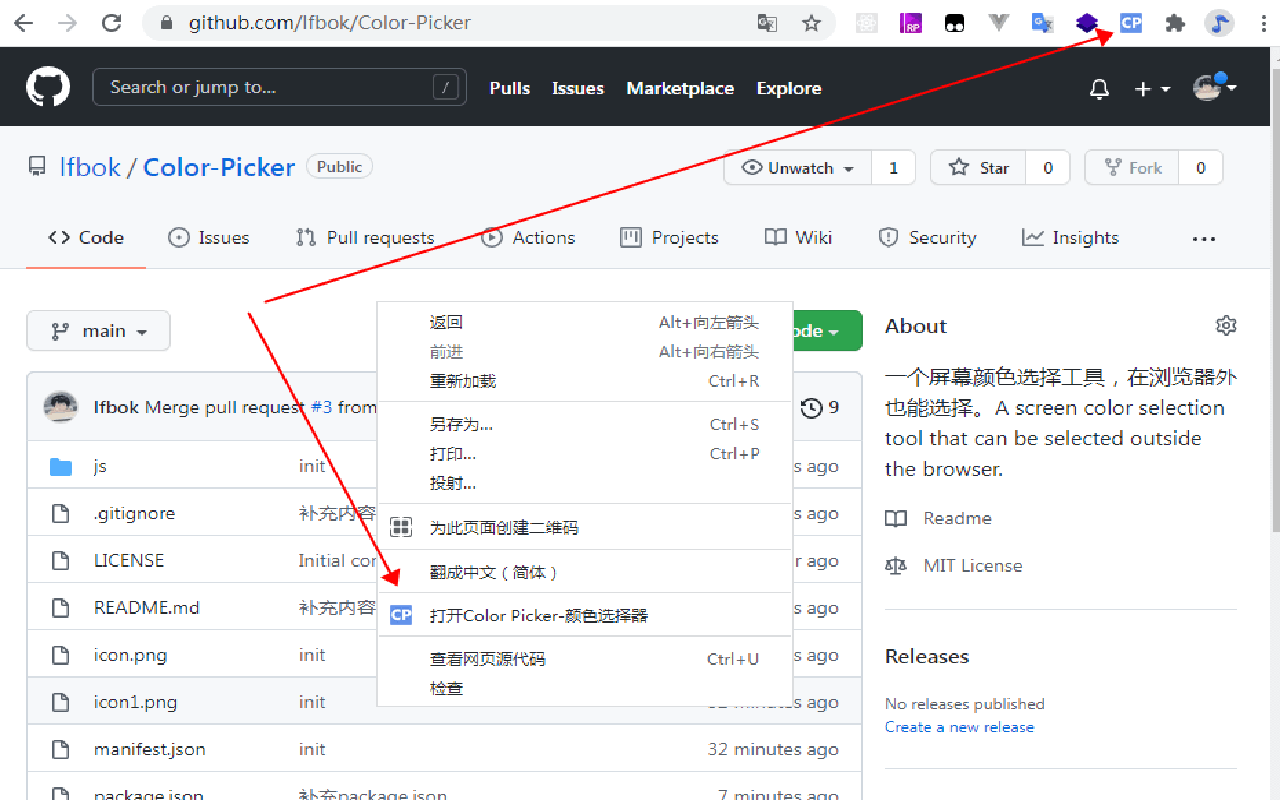 github.com/lfbok/Color-Picker
RP
CP
Search or jump to...
/
Pulls
Issues
Marketplace
Explore
lfbok / Color-Picker
Public
Unwatch
1
Star
0
Fork
0
Code
Issues
Pull requests
Actions
Projects
Wiki
Security
Insights
...
main
ode
lfbok Merge pull request #3 from
9
js
init
s ago
.gitignore
补充内容
s ago
LICENSE
Initial cor
r ago
README.md
补充内容
s ago
icon.png
init
s ago
icon1.png
init
s ago
manifest.json
init
32 minutes ago
package.json
补充package.json
7 minutes ago
返回 Alt+向左箭头
前进 Alt+向右箭头
重新加载 Ctrl+R
另存为... Ctrl+S
打印... Ctrl+P
投射...
为此页面创建二维码
翻成中文（简体）
CP 打开Color Picker-颜色选择器
查看网页源代码 Ctrl+U
检查
About
一个屏幕颜色选择工具，在浏览器外
也能选择。A screen color selection
tool that can be selected outside
the browser.
Readme
MIT License
Releases
No releases published
Create a new release